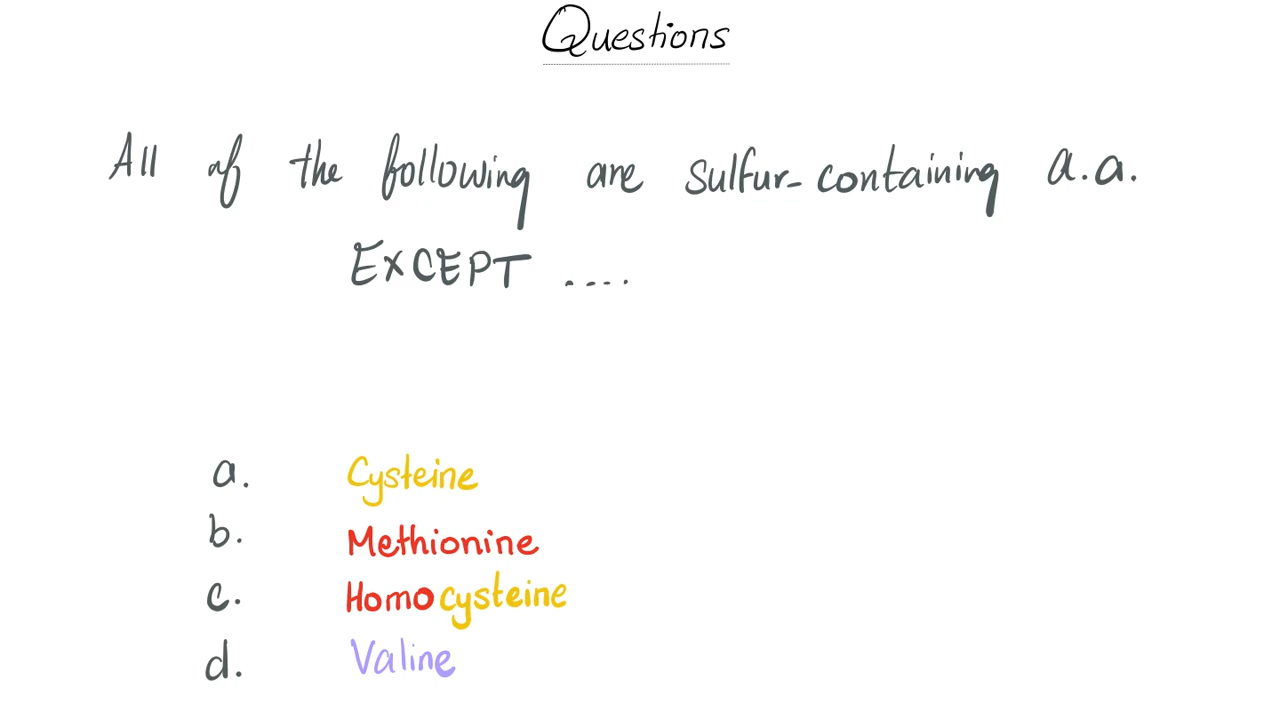 Questions
All of the following are sulfur-containing a.a.
EXCEPT ....
a. Cysteine
b. Methionine
c. Homocysteine
d. Valine